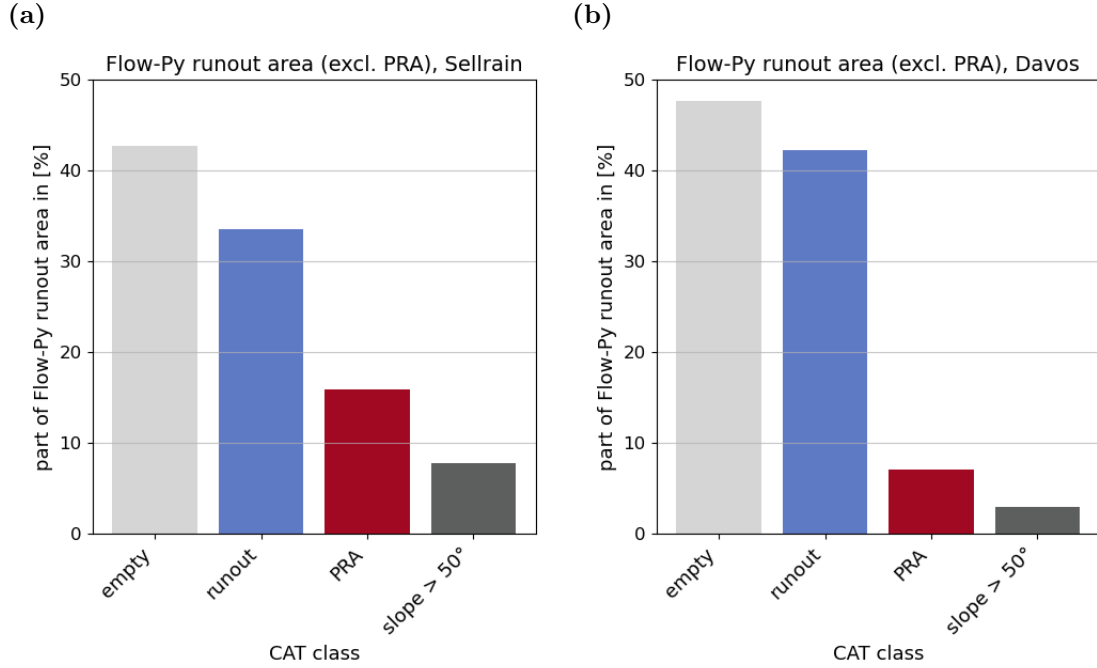 (a)
Flow-Py runout area (excl. PRA), Sellrain
part of Flow-Py runout area in [%]
50
40
30
20
10
0
empty
runout
PRA
slope > 50°
CAT class
(b)
Flow-Py runout area (excl. PRA), Davos
part of Flow-Py runout area in [%]
50
40
30
20
10
0
empty
runout
PRA
slope > 50°
CAT class